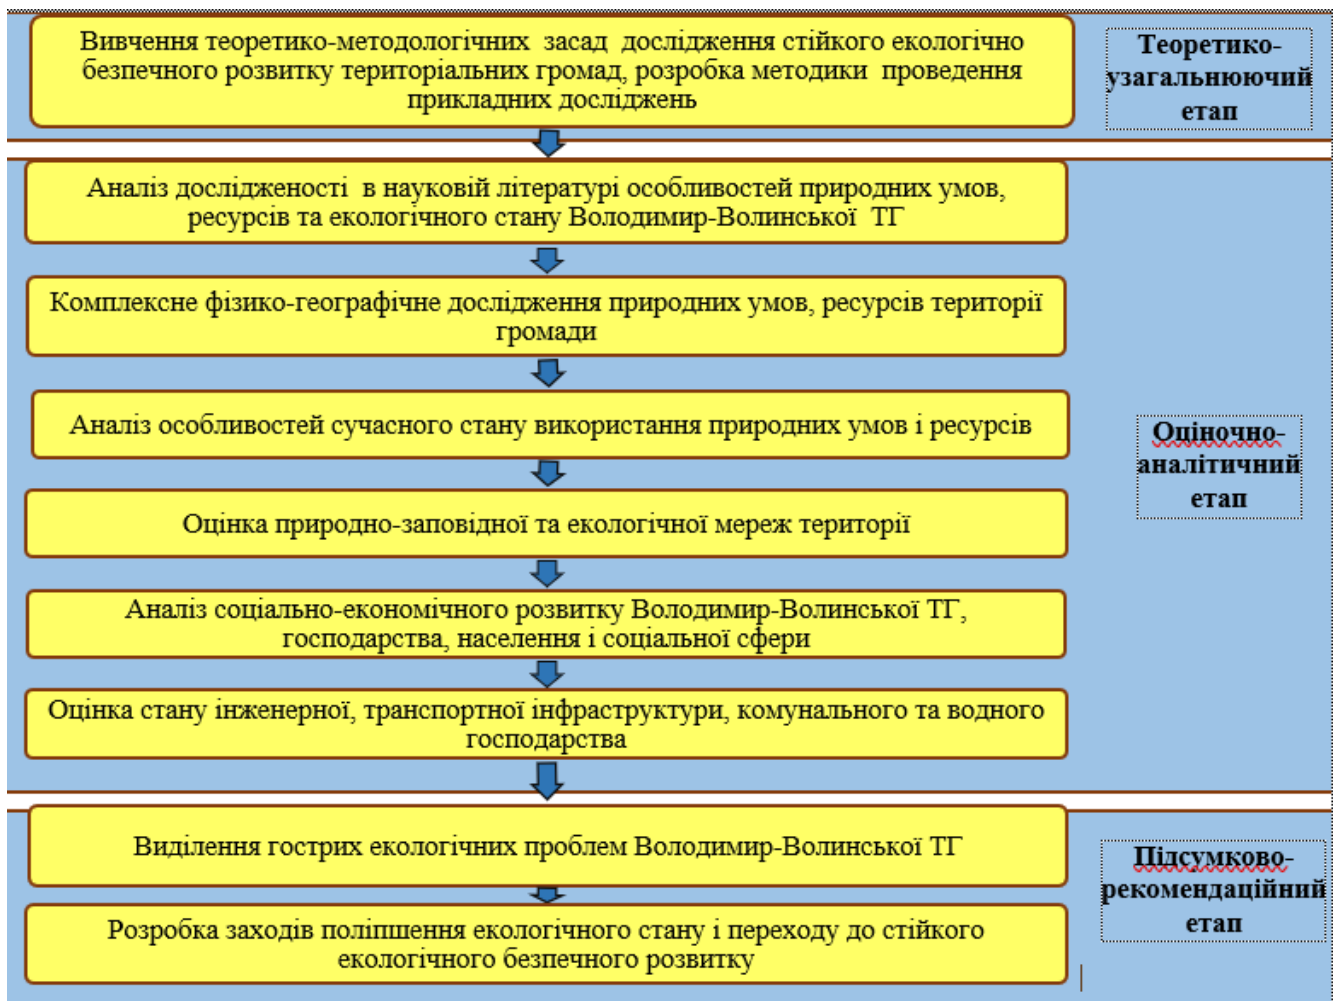 Вивчення теоретико-методологічних засад дослідження стійкого екологічно
безпечного розвитку територіальних громад, розробка методики проведення
прикладних досліджень
Теоретико-
узагальнюючий
етап
Аналіз дослідженості в науковій літературі особливостей природних умов,
ресурсів та екологічного стану Володимир-Волинської ТГ
Комплексне фізико-географічне дослідження природних умов, ресурсів території
громади
Аналіз особливостей сучасного стану використання природних умов і ресурсів
Оцінка природно-заповідної та екологічної мереж території
Аналіз соціально-економічного розвитку Володимир-Волинської ТГ,
господарства, населення і соціальної сфери
Оцінка стану інженерної, транспортної інфраструктури, комунального та водного
господарства
Оціночно-
аналітичний
етап
Виділення гострих екологічних проблем Володимир-Волинської ТГ
Розробка заходів поліпшення екологічного стану і переходу до стійкого
екологічного безпечного розвитку
Підсумково-
рекомендаційний
етап